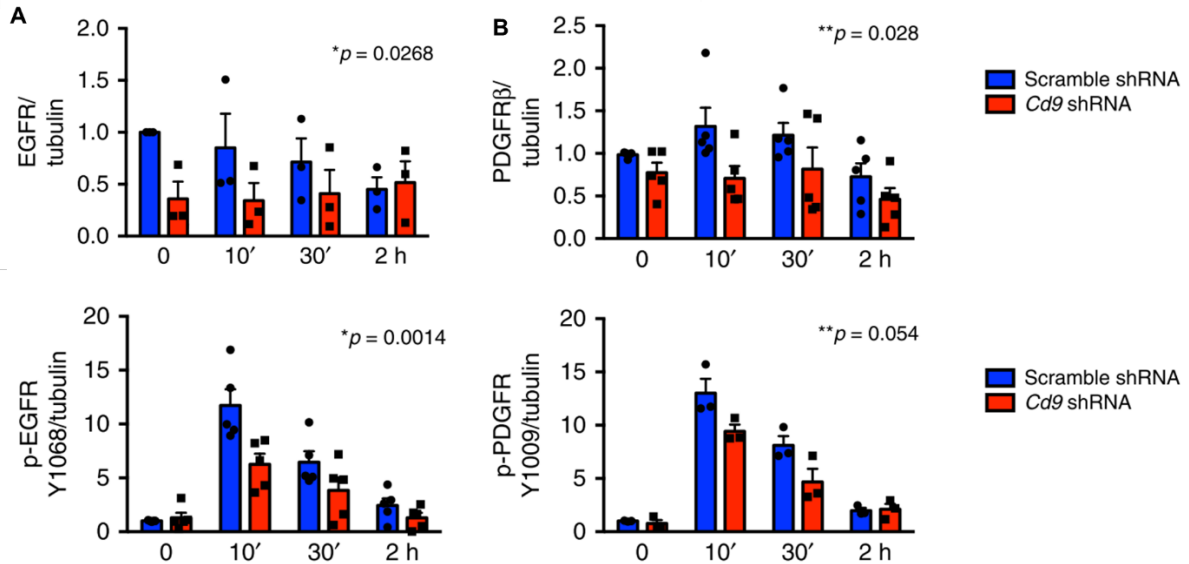 A
EGFR/
tubulin
2.0
1.5
1.0
0.5
0.0
*p = 0.0268
0 10′ 30′ 2 h
B
PDGFRβ/
tubulin
2.5
2.0
1.5
1.0
0.5
0.0
**p = 0.028
0 10′ 30′ 2 h
Scramble shRNA
Cd9 shRNA
p-EGFR
Y1068/tubulin
20
15
10
5
0
*p = 0.0014
0 10′ 30′ 2 h
p-PDGFR
Y1009/tubulin
20
15
10
5
0
**p = 0.054
0 10′ 30′ 2 h
Scramble shRNA
Cd9 shRNA